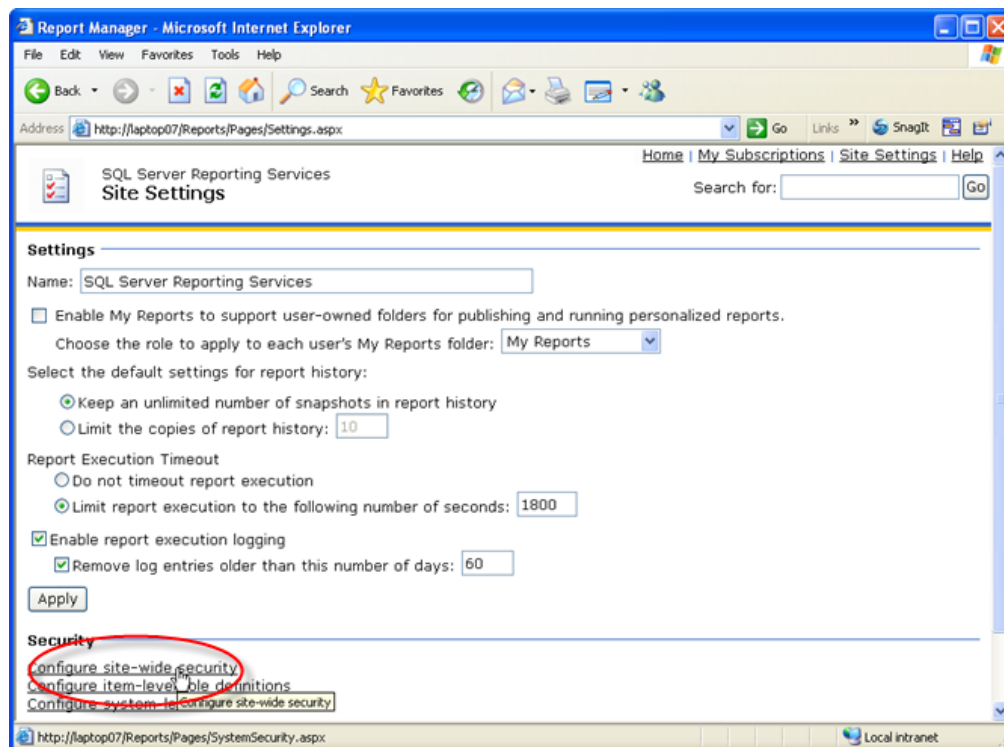 Report Manager - Microsoft Internet Explorer
File Edit View Favorites Tools Help
Back Search Favorites
Address http://laptop07/Reports/Pages/Settings.aspx Go Links » SnagIt
Home | My Subscriptions | Site Settings | Help
SQL Server Reporting Services
Site Settings
Search for: Go
Settings
Name: SQL Server Reporting Services
Enable My Reports to support user-owned folders for publishing and running personalized reports.
Choose the role to apply to each user's My Reports folder: My Reports
Select the default settings for report history:
Keep an unlimited number of snapshots in report history
Limit the copies of report history: 10
Report Execution Timeout
Do not timeout report execution
Limit report execution to the following number of seconds: 1800
Enable report execution logging
Remove log entries older than this number of days: 60
Apply
Security
Configure site-wide security
Configure item-level definitions
Configure system-le
Configure site-wide security
http://laptop07/Reports/Pages/SystemSecurity.aspx Local intranet